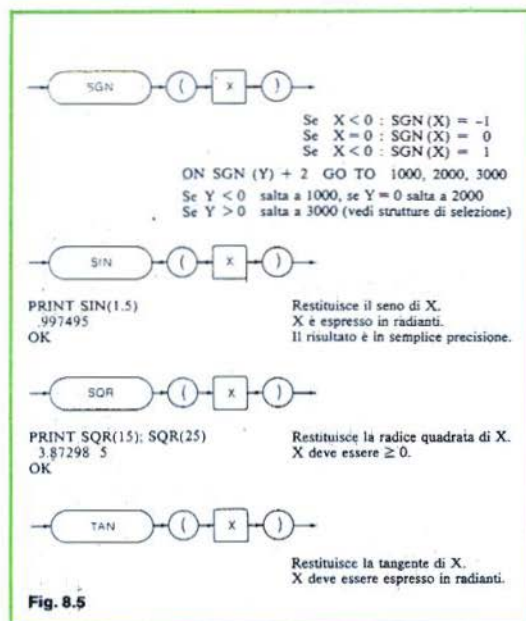 SGN ( X )
Se X < 0 : SGN (X) = -1
Se X = 0 : SGN (X) = 0
Se X < 0 : SGN (X) = 1
ON SGN (Y) + 2 GO TO 1000, 2000, 3000
Se Y < 0 salta a 1000, se Y = 0 salta a 2000
Se Y > 0 salta a 3000 (vedi strutture di selezione)
SIN ( X )
PRINT SIN(1.5)
.997495
OK
Restituisce il seno di X.
X è espresso in radianti.
Il risultato è in semplice precisione.
SQR ( X )
PRINT SQR(15); SQR(25)
3.87298 5
OK
Restituisce la radice quadrata di X.
X deve essere ≥ 0.
TAN ( X )
Restituisce la tangente di X.
X deve essere espresso in radianti.
Fig. 8.5